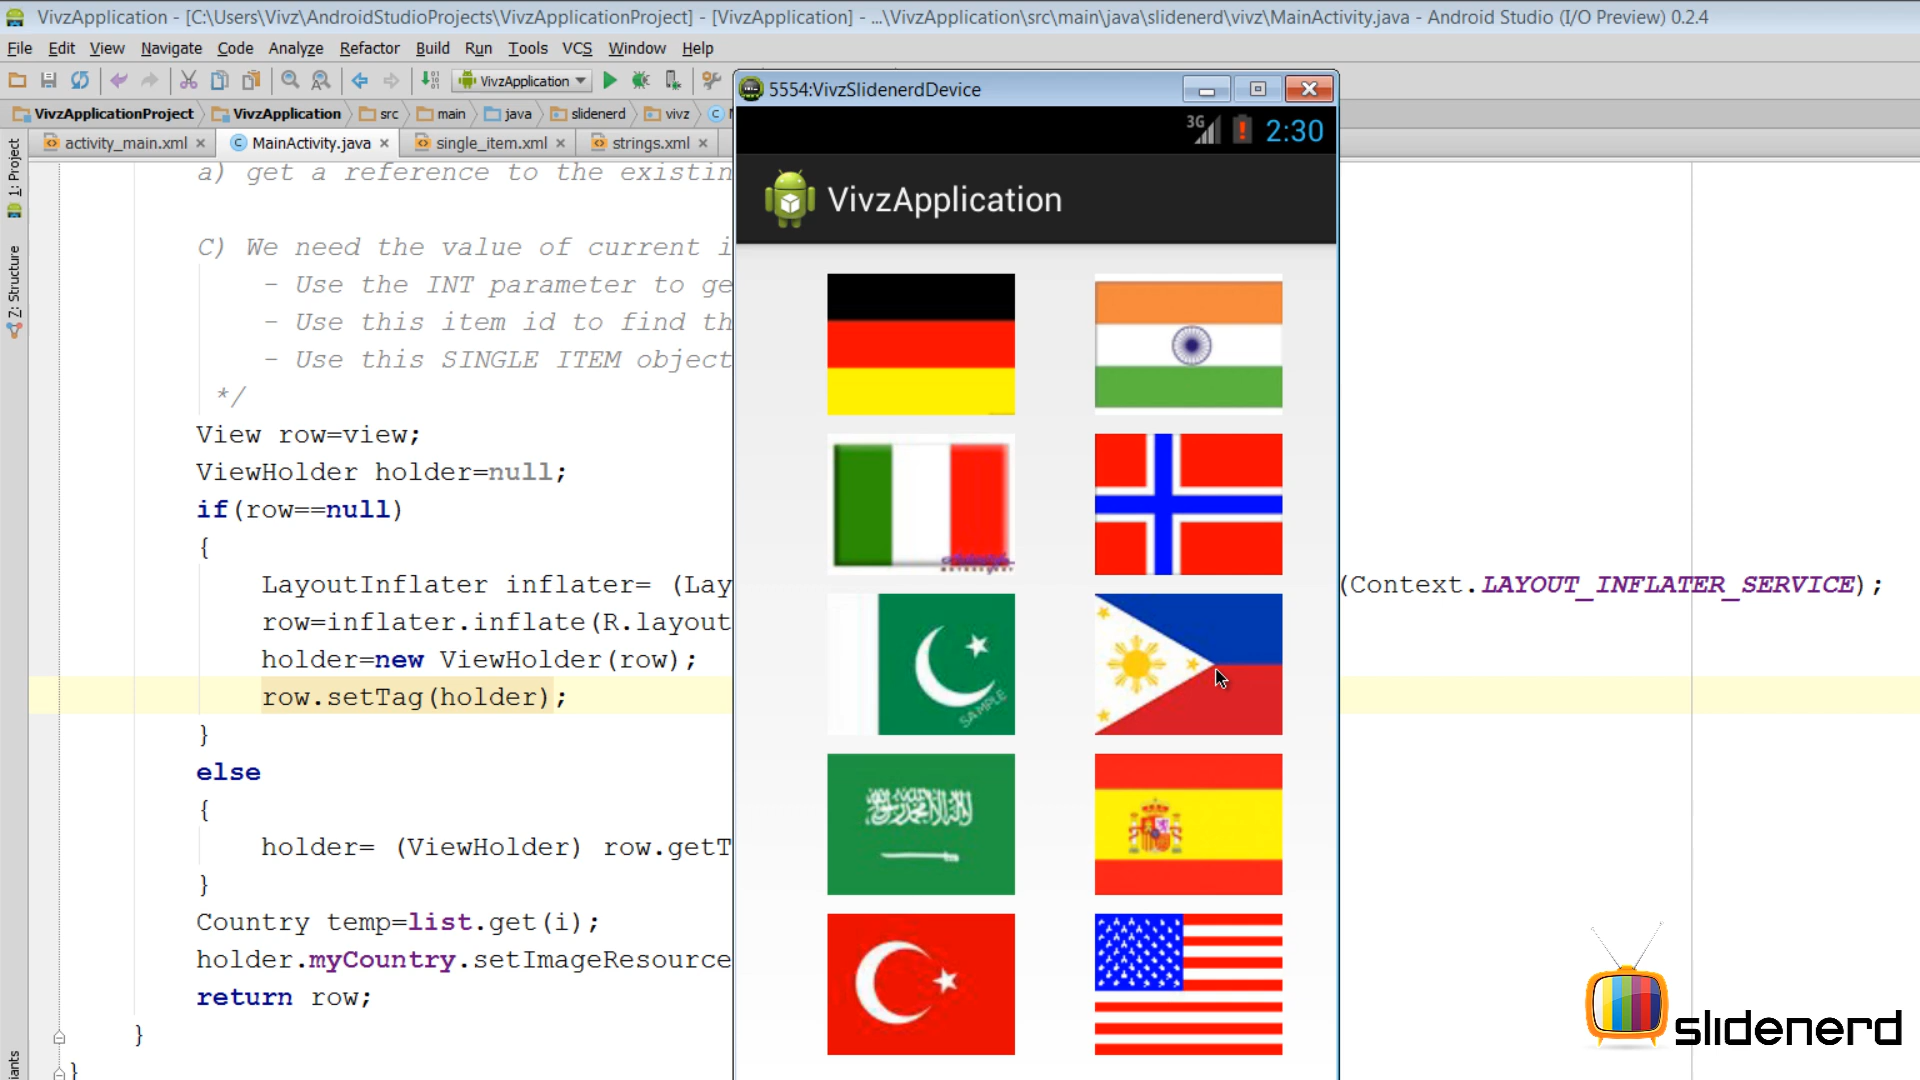 VivzApplication - [C:\Users\Vivz\AndroidStudioProjects\VivzApplicationProject] - [VivzApplication] - ...\VivzApplication\src\main\java\slidenerd\vivz\MainActivity.java - Android Studio (I/O Preview) 0.2.4
File Edit View Navigate Code Analyze Refactor Build Run Tools VCS Window Help
VivzApplication
VivzApplicationProject VivzApplication src main java slidenerd vivz
activity_main.xml MainActivity.java single_item.xml strings.xml
1: Project
7: Structure
a) get a reference to the existin
C) We need the value of current i
- Use the INT parameter to ge
- Use this item id to find th
- Use this SINGLE ITEM object
*/
View row=view;
ViewHolder holder=null;
if(row==null)
{
LayoutInflater inflater= (Lay
(Context.LAYOUT_INFLATER_SERVICE);
row=inflater.inflate(R.layout
holder=new ViewHolder(row);
row.setTag(holder);
}
else
{
holder= (ViewHolder) row.getT
}
Country temp=list.get(i);
holder.myCountry.setImageResource
return row;
}
}
5554:VivzSlidenerdDevice
3G 2:30
VivzApplication
SAMPLE
slidenerd